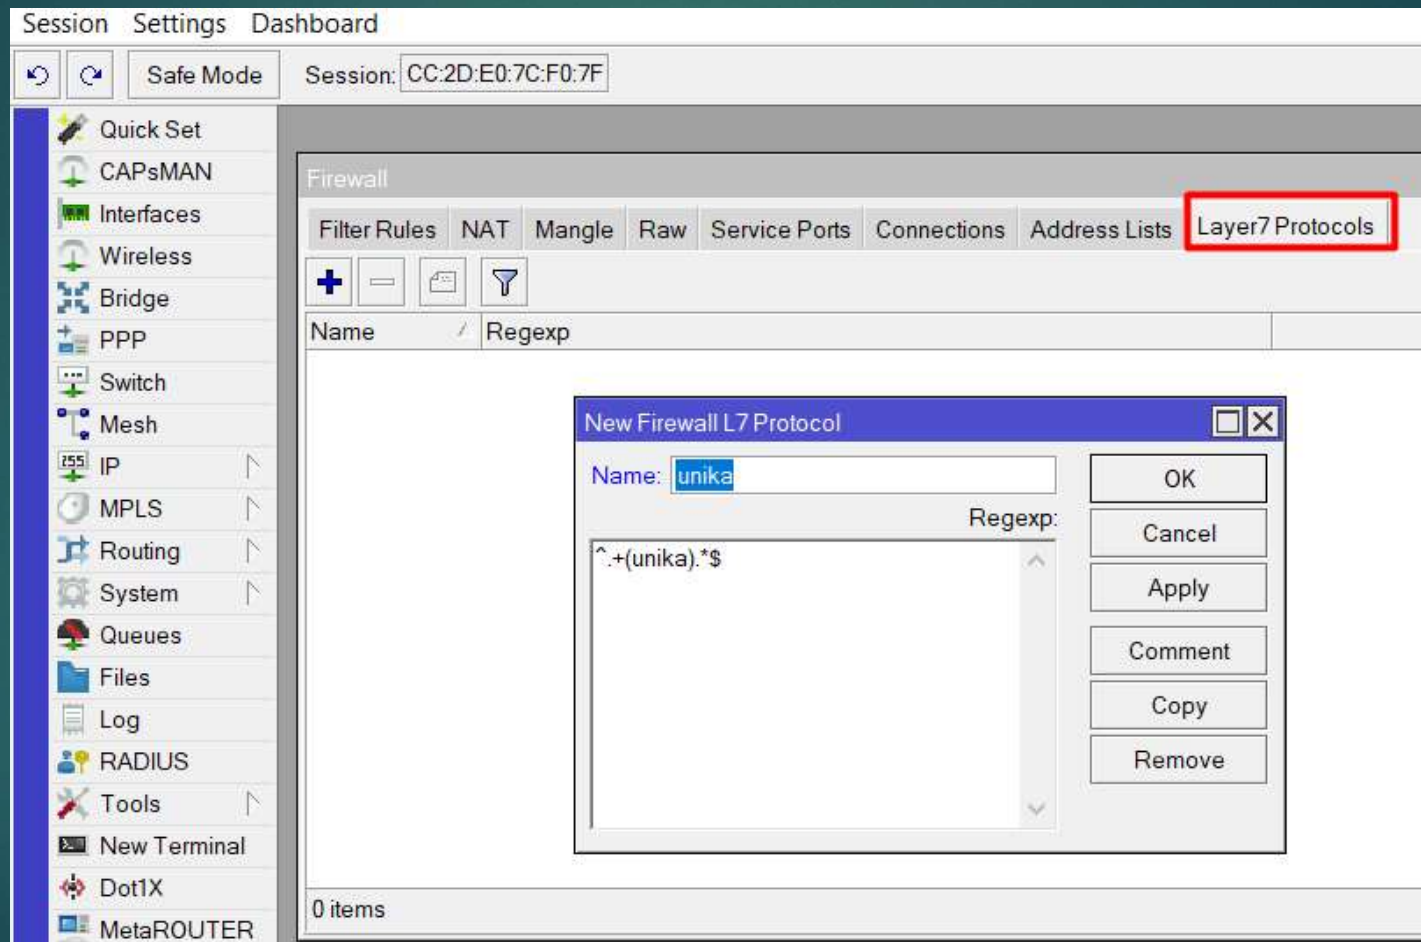 Session Settings Dashboard
Safe Mode Session: CC:2D:E0:7C:F0:7F
Quick Set
CAPsMAN
Interfaces
Wireless
Bridge
PPP
Switch
Mesh
IP
MPLS
Routing
System
Queues
Files
Log
RADIUS
Tools
New Terminal
Dot1X
MetaROUTER
Firewall
Filter Rules NAT Mangle Raw Service Ports Connections Address Lists Layer7 Protocols
Name Regexp
New Firewall L7 Protocol
Name: unika
Regexp:
^.+(unika).*$
OK
Cancel
Apply
Comment
Copy
Remove
0 items